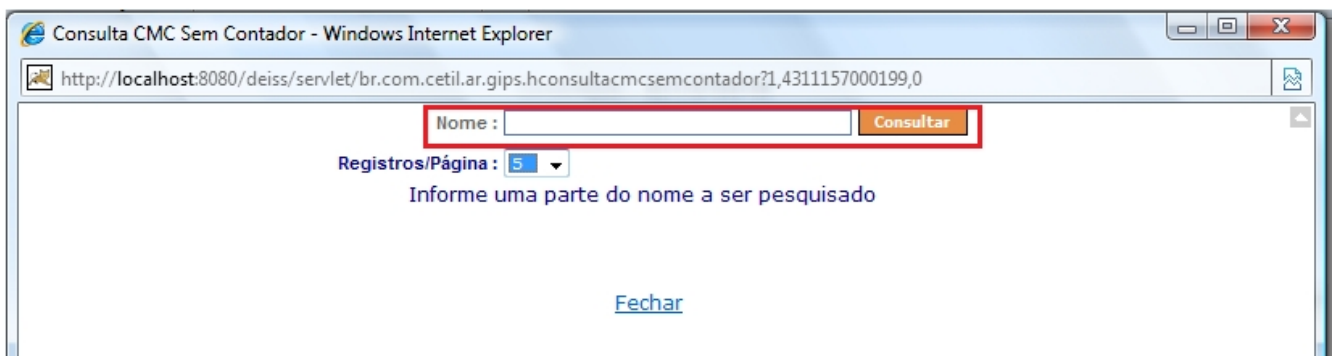 Consulta CMC Sem Contador - Windows Internet Explorer
http://localhost:8080/deiss/servlet/br.com.cetil.ar.gips.hconsultacmcsemcontador?1,4311157000199,0
Nome : Consultar
Registros/Página : 5
Informe uma parte do nome a ser pesquisado
Fechar